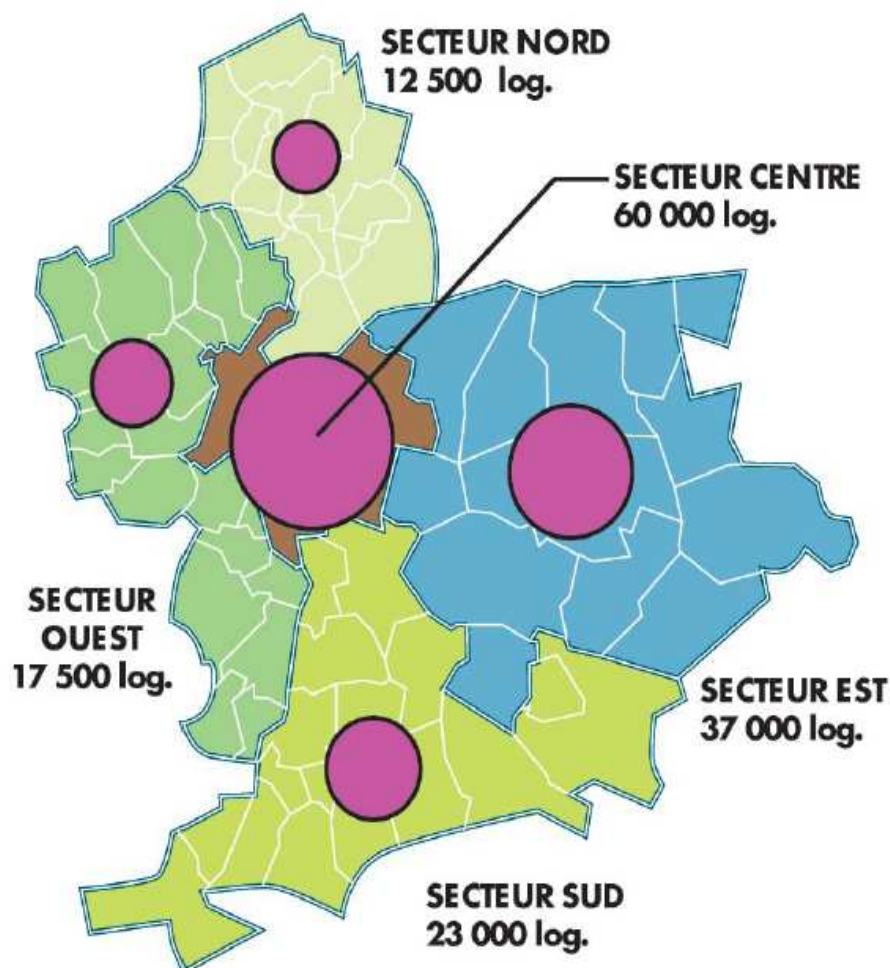 SECTEUR NORD
12 500 log.
SECTEUR CENTRE
60 000 log.
SECTEUR
OUEST
17 500 log.
SECTEUR EST
37 000 log.
SECTEUR SUD
23 000 log.